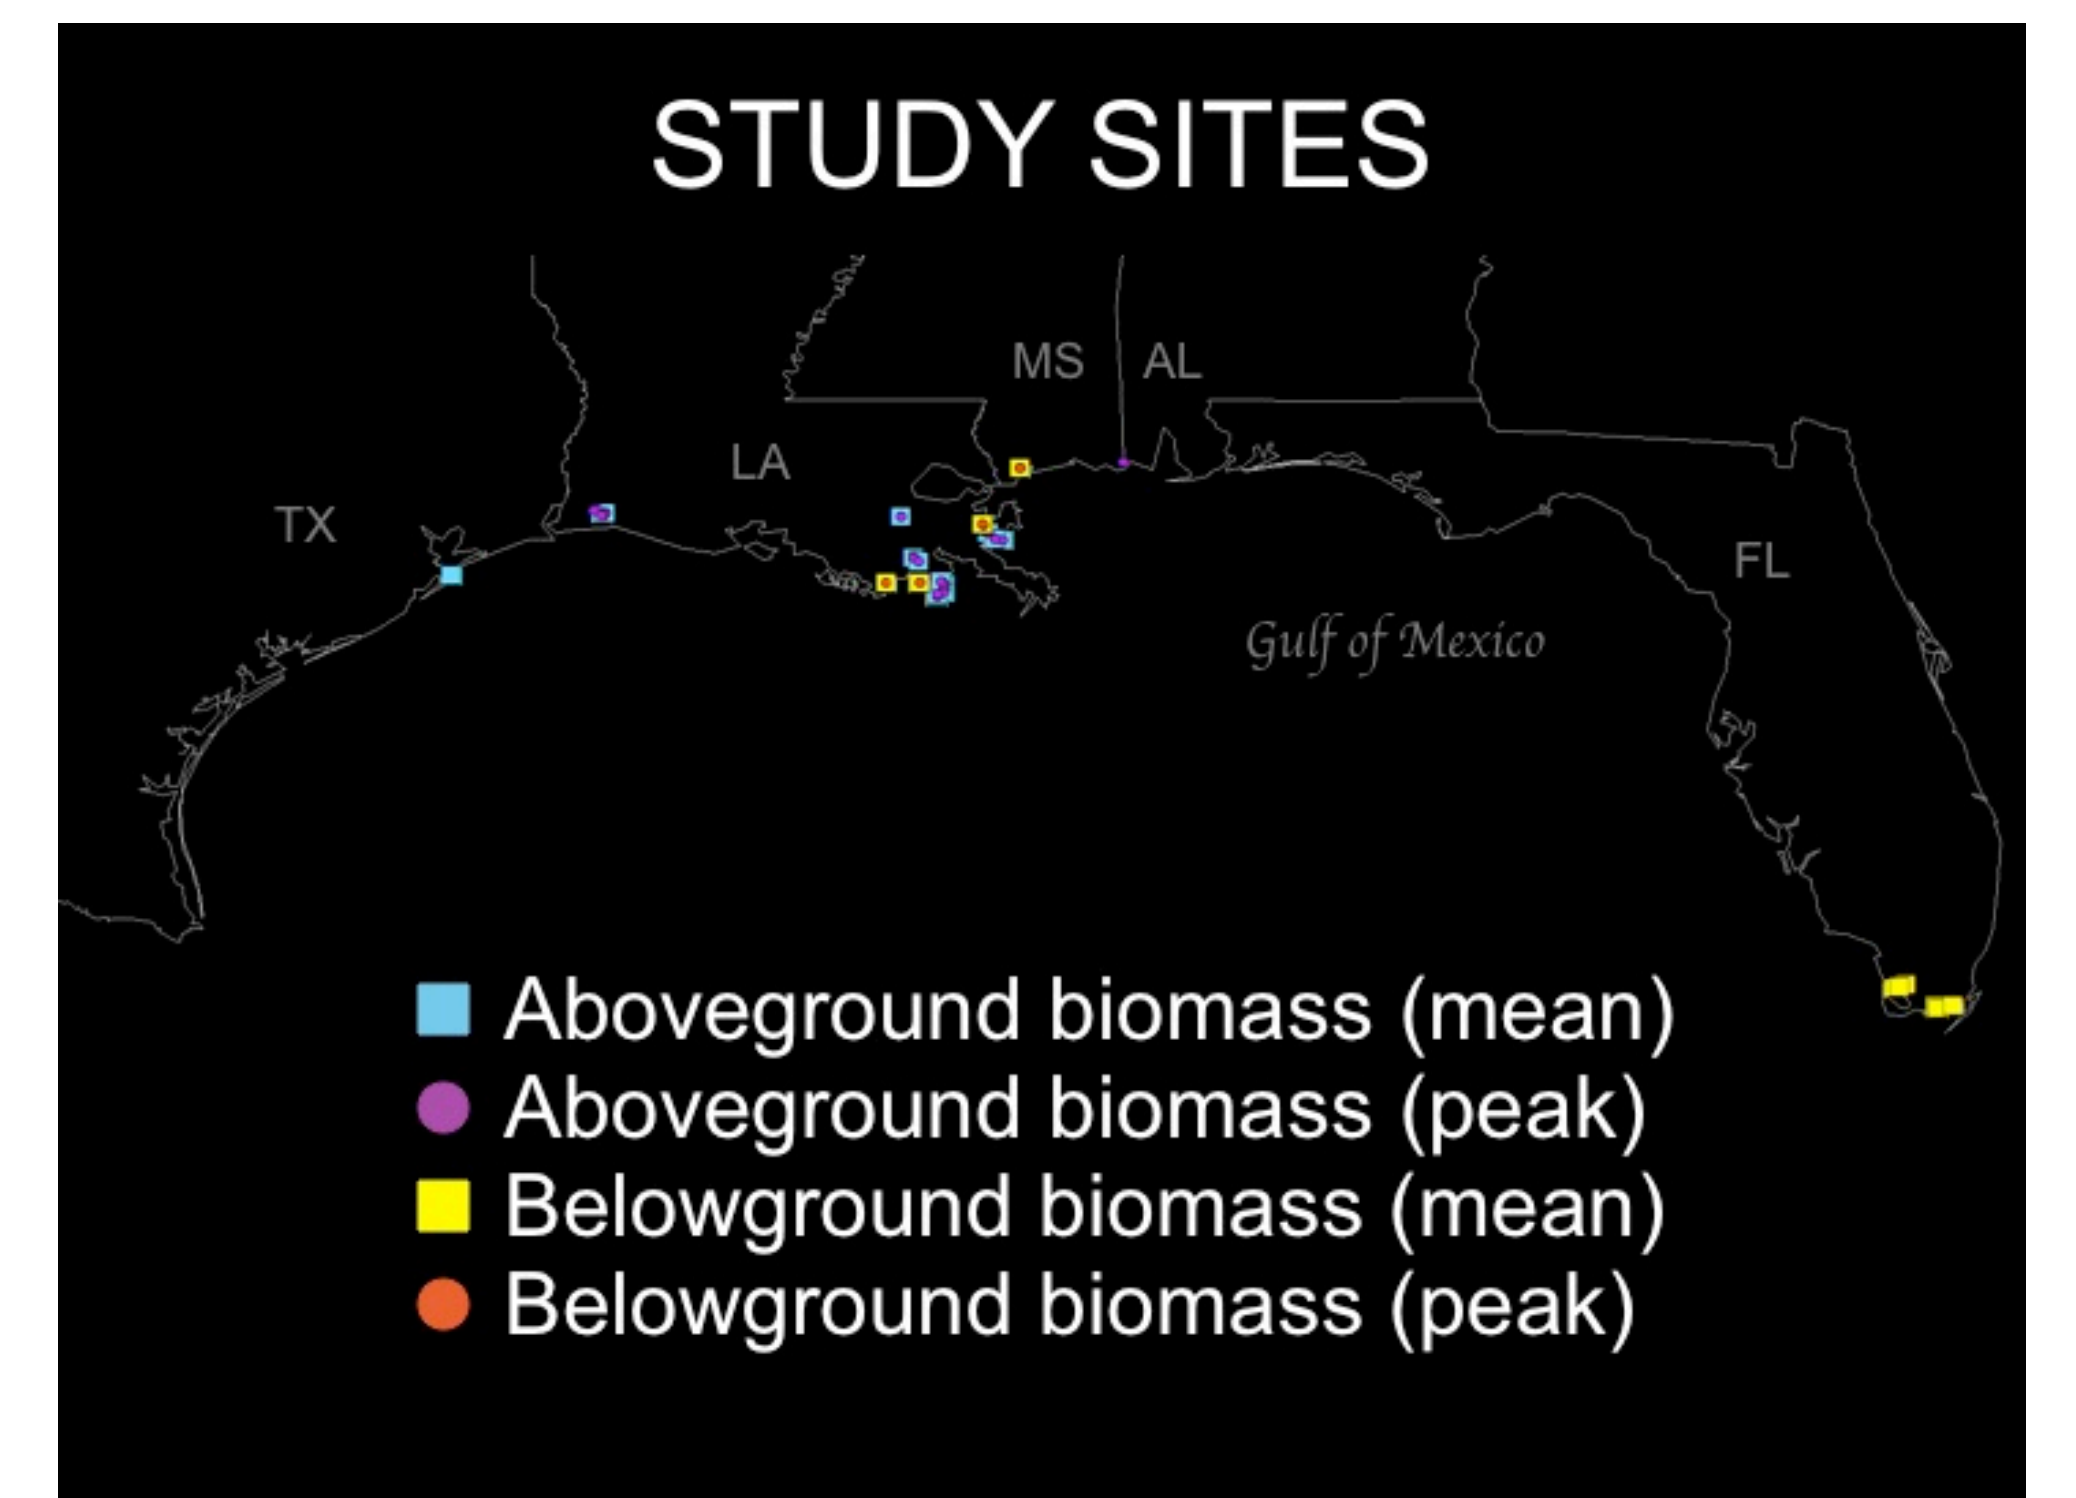 STUDY SITES
MS AL
LA
TX
FL
Gulf of Mexico
Aboveground biomass (mean)
Aboveground biomass (peak)
Belowground biomass (mean)
Belowground biomass (peak)